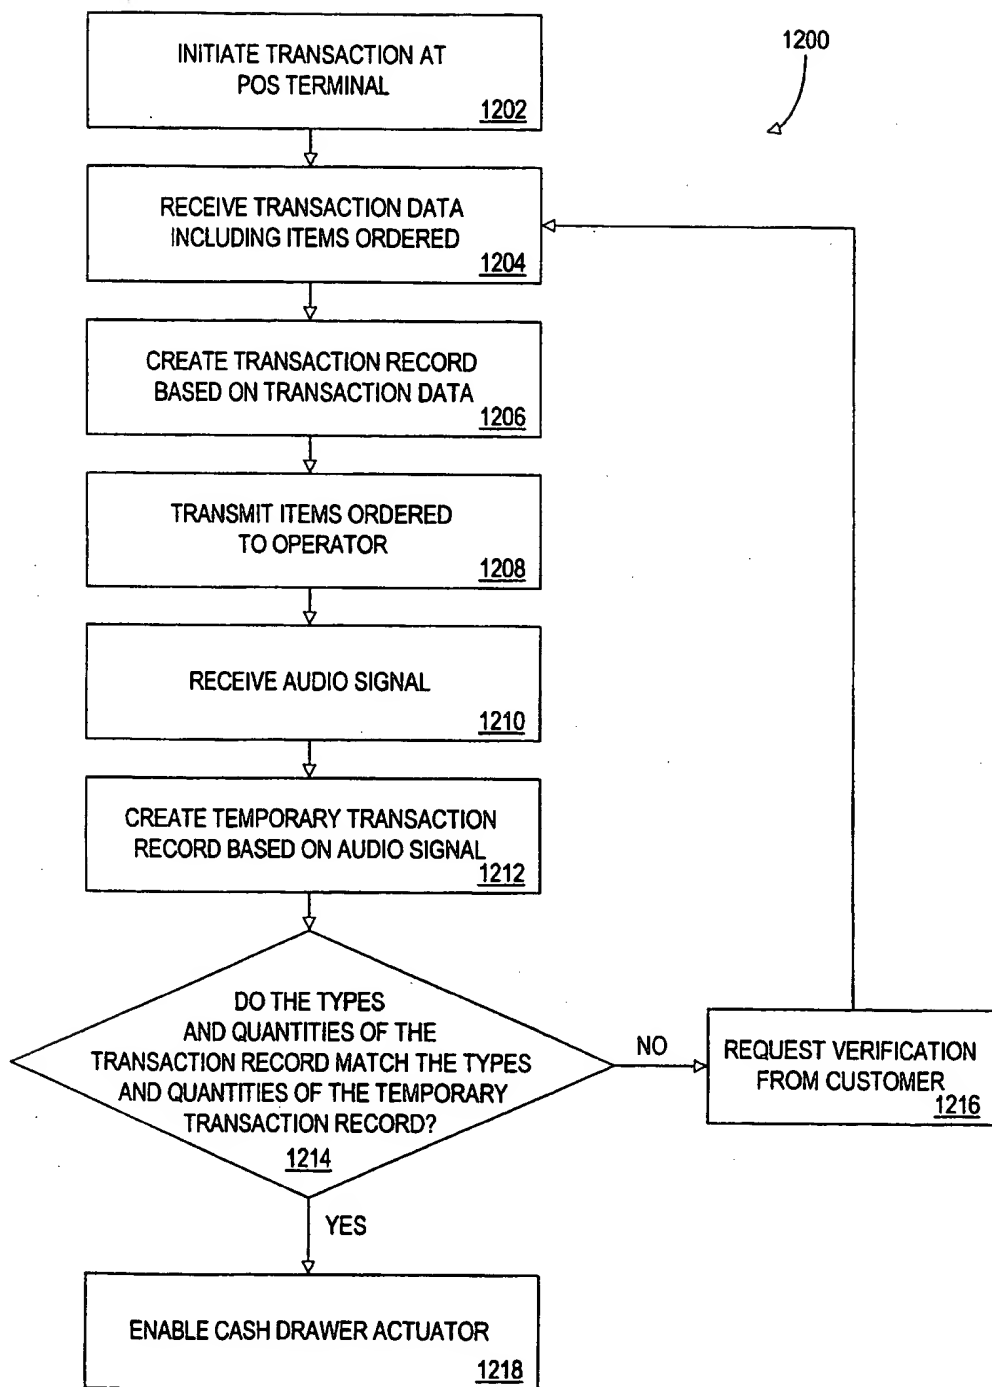 1200
INITIATE TRANSACTION AT
POS TERMINAL
1202
RECEIVE TRANSACTION DATA
INCLUDING ITEMS ORDERED
1204
CREATE TRANSACTION RECORD
BASED ON TRANSACTION DATA
1206
TRANSMIT ITEMS ORDERED
TO OPERATOR
1208
RECEIVE AUDIO SIGNAL
1210
CREATE TEMPORARY TRANSACTION
RECORD BASED ON AUDIO SIGNAL
1212
DO THE TYPES
AND QUANTITIES OF THE
TRANSACTION RECORD MATCH THE TYPES
AND QUANTITIES OF THE TEMPORARY
TRANSACTION RECORD?
1214
NO
REQUEST VERIFICATION
FROM CUSTOMER
1216
YES
ENABLE CASH DRAWER ACTUATOR
1218